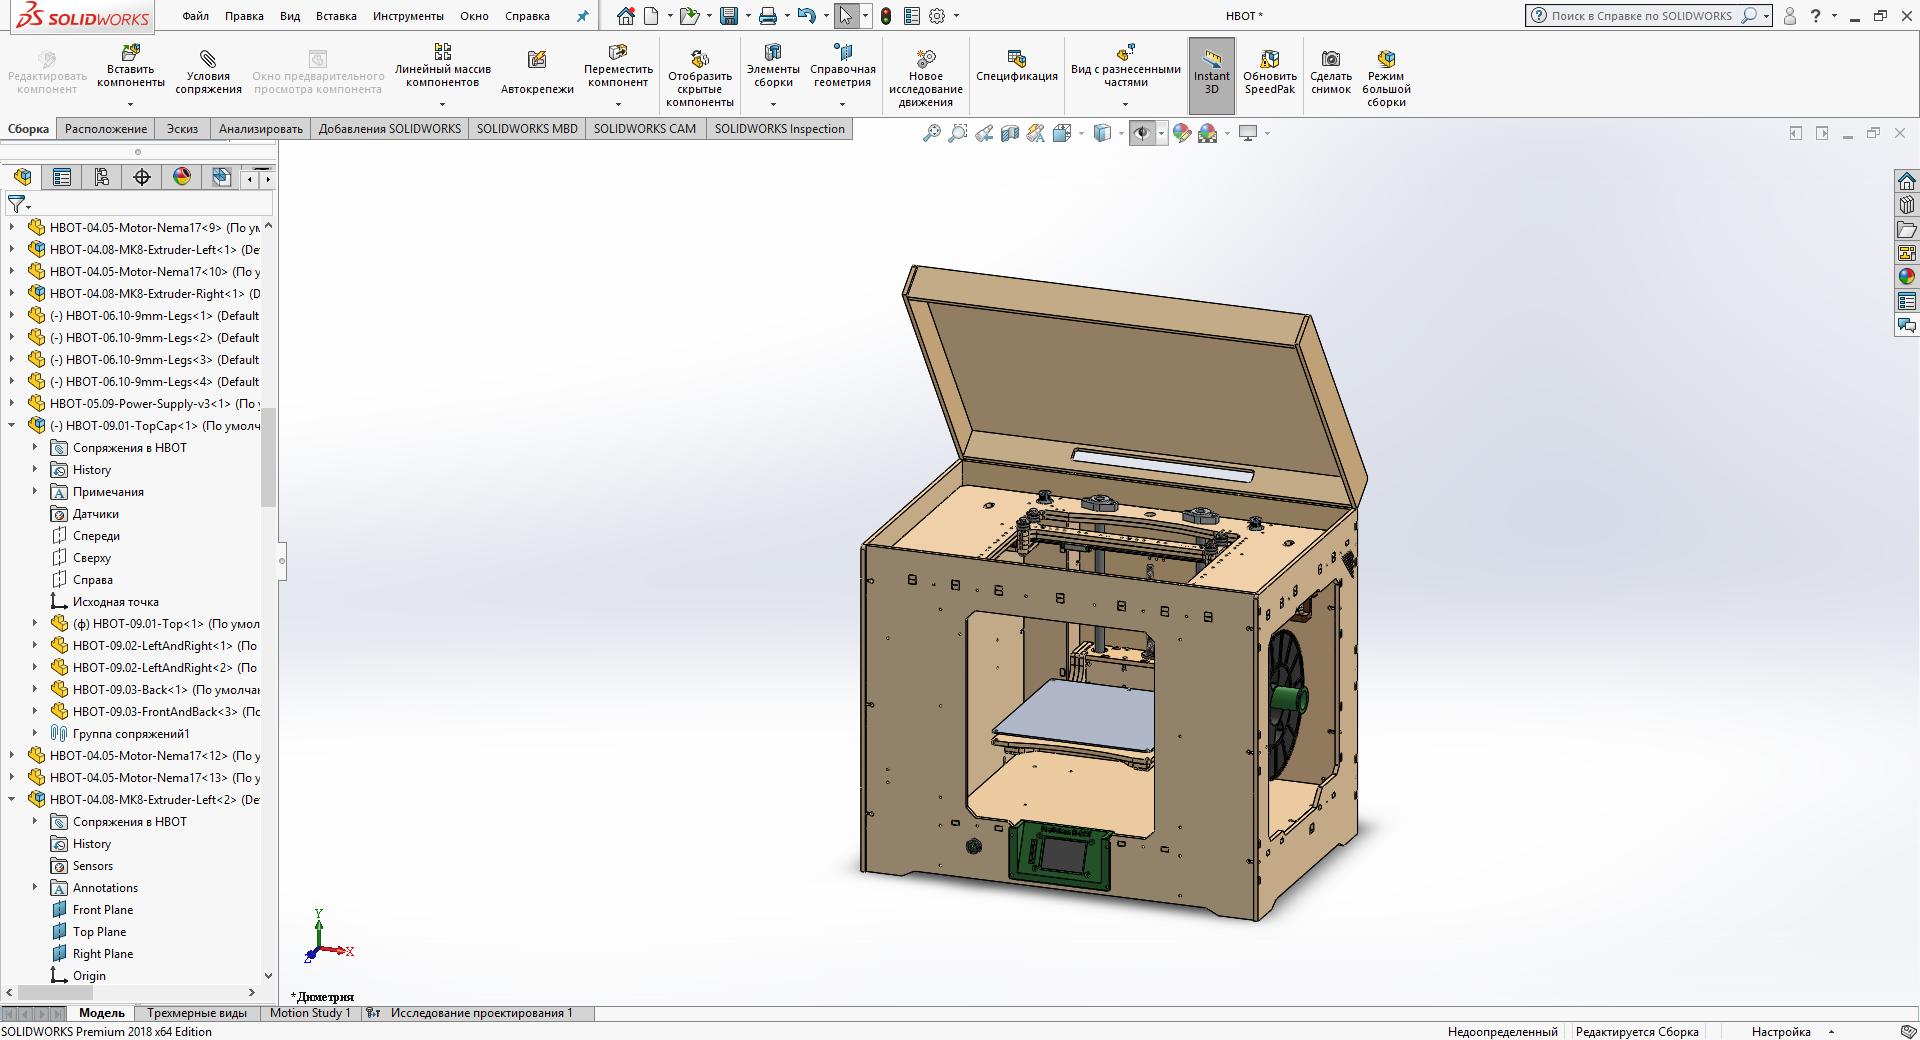 SOLIDWORKS
Файл Правка Вид Вставка Инструменты Окно Справка
HBOT *
Поиск в Справке по SOLIDWORKS
Редактировать компонент
Вставить компоненты
Условия сопряжения
Окно предварительного просмотра компонента
Линейный массив компонентов
Автокрепежи
Переместить компонент
Отобразить скрытые компоненты
Элементы сборки
Справочная геометрия
Новое исследование движения
Спецификация
Вид с разнесенными частями
Instant 3D
Обновить SpeedPak
Сделать снимок
Режим большой сборки
Сборка Расположение Эскиз Анализировать Добавления SOLIDWORKS SOLIDWORKS MBD SOLIDWORKS CAM SOLIDWORKS Inspection
HBOT-04.05-Motor-Nema17<9> (По ум
HBOT-04.08-MK8-Extruder-Left<1> (De
HBOT-04.05-Motor-Nema17<10> (По у
HBOT-04.08-MK8-Extruder-Right<1> (D
(-) HBOT-06.10-9mm-Legs<1> (Default
(-) HBOT-06.10-9mm-Legs<2> (Default
(-) HBOT-06.10-9mm-Legs<3> (Default
(-) HBOT-06.10-9mm-Legs<4> (Default
HBOT-05.09-Power-Supply-v3<1> (По у
(-) HBOT-09.01-TopCap<1> (По умолч
Сопряжения в HBOT
History
Примечания
Датчики
Спереди
Сверху
Справа
Исходная точка
(ф) HBOT-09.01-Top<1> (По умол
HBOT-09.02-LeftAndRight<1> (По
HBOT-09.02-LeftAndRight<2> (По
HBOT-09.03-Back<1> (По умолчан
HBOT-09.03-FrontAndBack<3> (По
Группа сопряжений1
HBOT-04.05-Motor-Nema17<12> (По у
HBOT-04.05-Motor-Nema17<13> (По у
HBOT-04.08-MK8-Extruder-Left<2> (De
Сопряжения в HBOT
History
Sensors
Annotations
Front Plane
Top Plane
Right Plane
Origin
Y
X
Z
*Диметрия
Модель Трехмерные виды Motion Study 1 Исследование проектирования 1
SOLIDWORKS Premium 2018 x64 Edition
Недоопределенный Редактируется Сборка Настройка